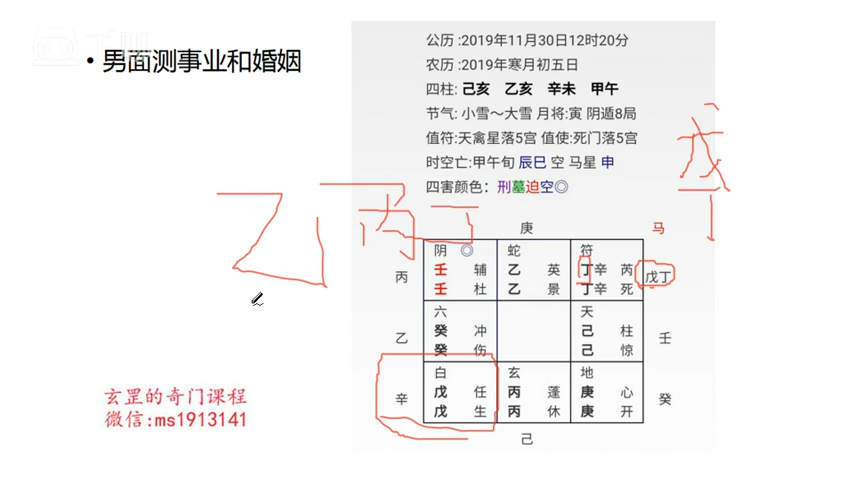 • 男面测事业和婚姻
公历 :2019年11月30日12时20分
农历 :2019年寒月初五日
四柱: 己亥 乙亥 辛未 甲午
节气: 小雪～大雪 月将:寅 阴遁8局
值符:天禽星落5宫 值使:死门落5宫
时空亡:甲午旬 辰巳 空 马星 申
四害颜色: 刑墓迫空◎
戊
丁
乙 丙 丁
庚 马
阴 ◎ 蛇 符
丙 壬 辅 乙 英 丁辛 芮 戊丁
壬 杜 乙 景 丁辛 死
六 天
乙 癸 冲 己 柱 壬
癸 伤 己 惊
白 玄 地
辛 戊 任 丙 蓬 庚 心 癸
戊 生 丙 休 庚 开
己
玄罡的奇门课程
微信:ms1913141